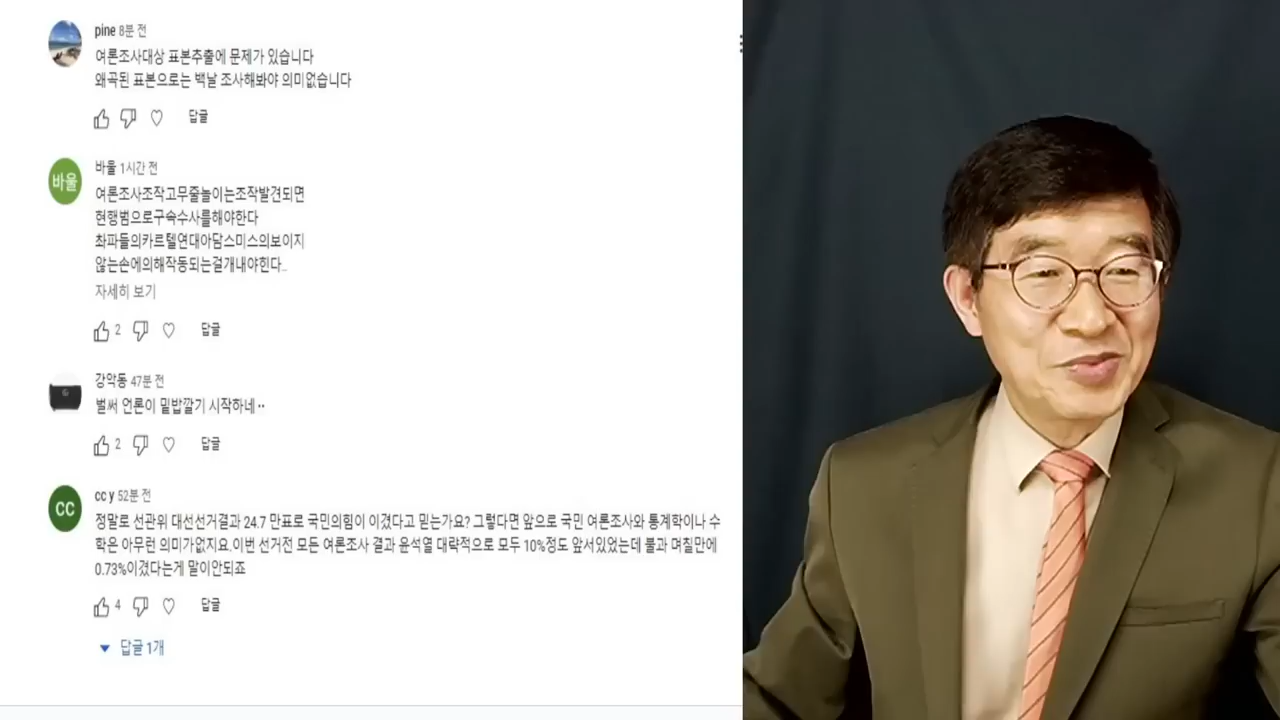 pine 8분 전
여론조사대상 표본추출에 문제가 있습니다
왜곡된 표본으로는 백날 조사해봐야 의미없습니다
답글
바울
바울 1시간 전
여론조사조작고무줄놀이는조작발견되면
현행범으로구속수사를해야한다
촤파들의카르텔연대아담스미스의보이지
않는손에의해작동되는걸개내야힌다..
자세히 보기
2 답글
강악동 47분 전
벌써 언론이 밑밥깔기 시작하네··
2 답글
CC
cc y 52분 전
정말로 선관위 대선선거결과 24.7 만표로 국민의힘이 이겼다고 믿는가요? 그렇다면 앞으로 국민 여론조사와 통계학이나 수
학은 아무런 의미가없지요.이번 선거전 모든 여론조사 결과 윤석열 대략적으로 모두 10%정도 앞서있었는데 불과 며칠만에
0.73%이겼다는게 말이안되죠
4 답글
답글 1개